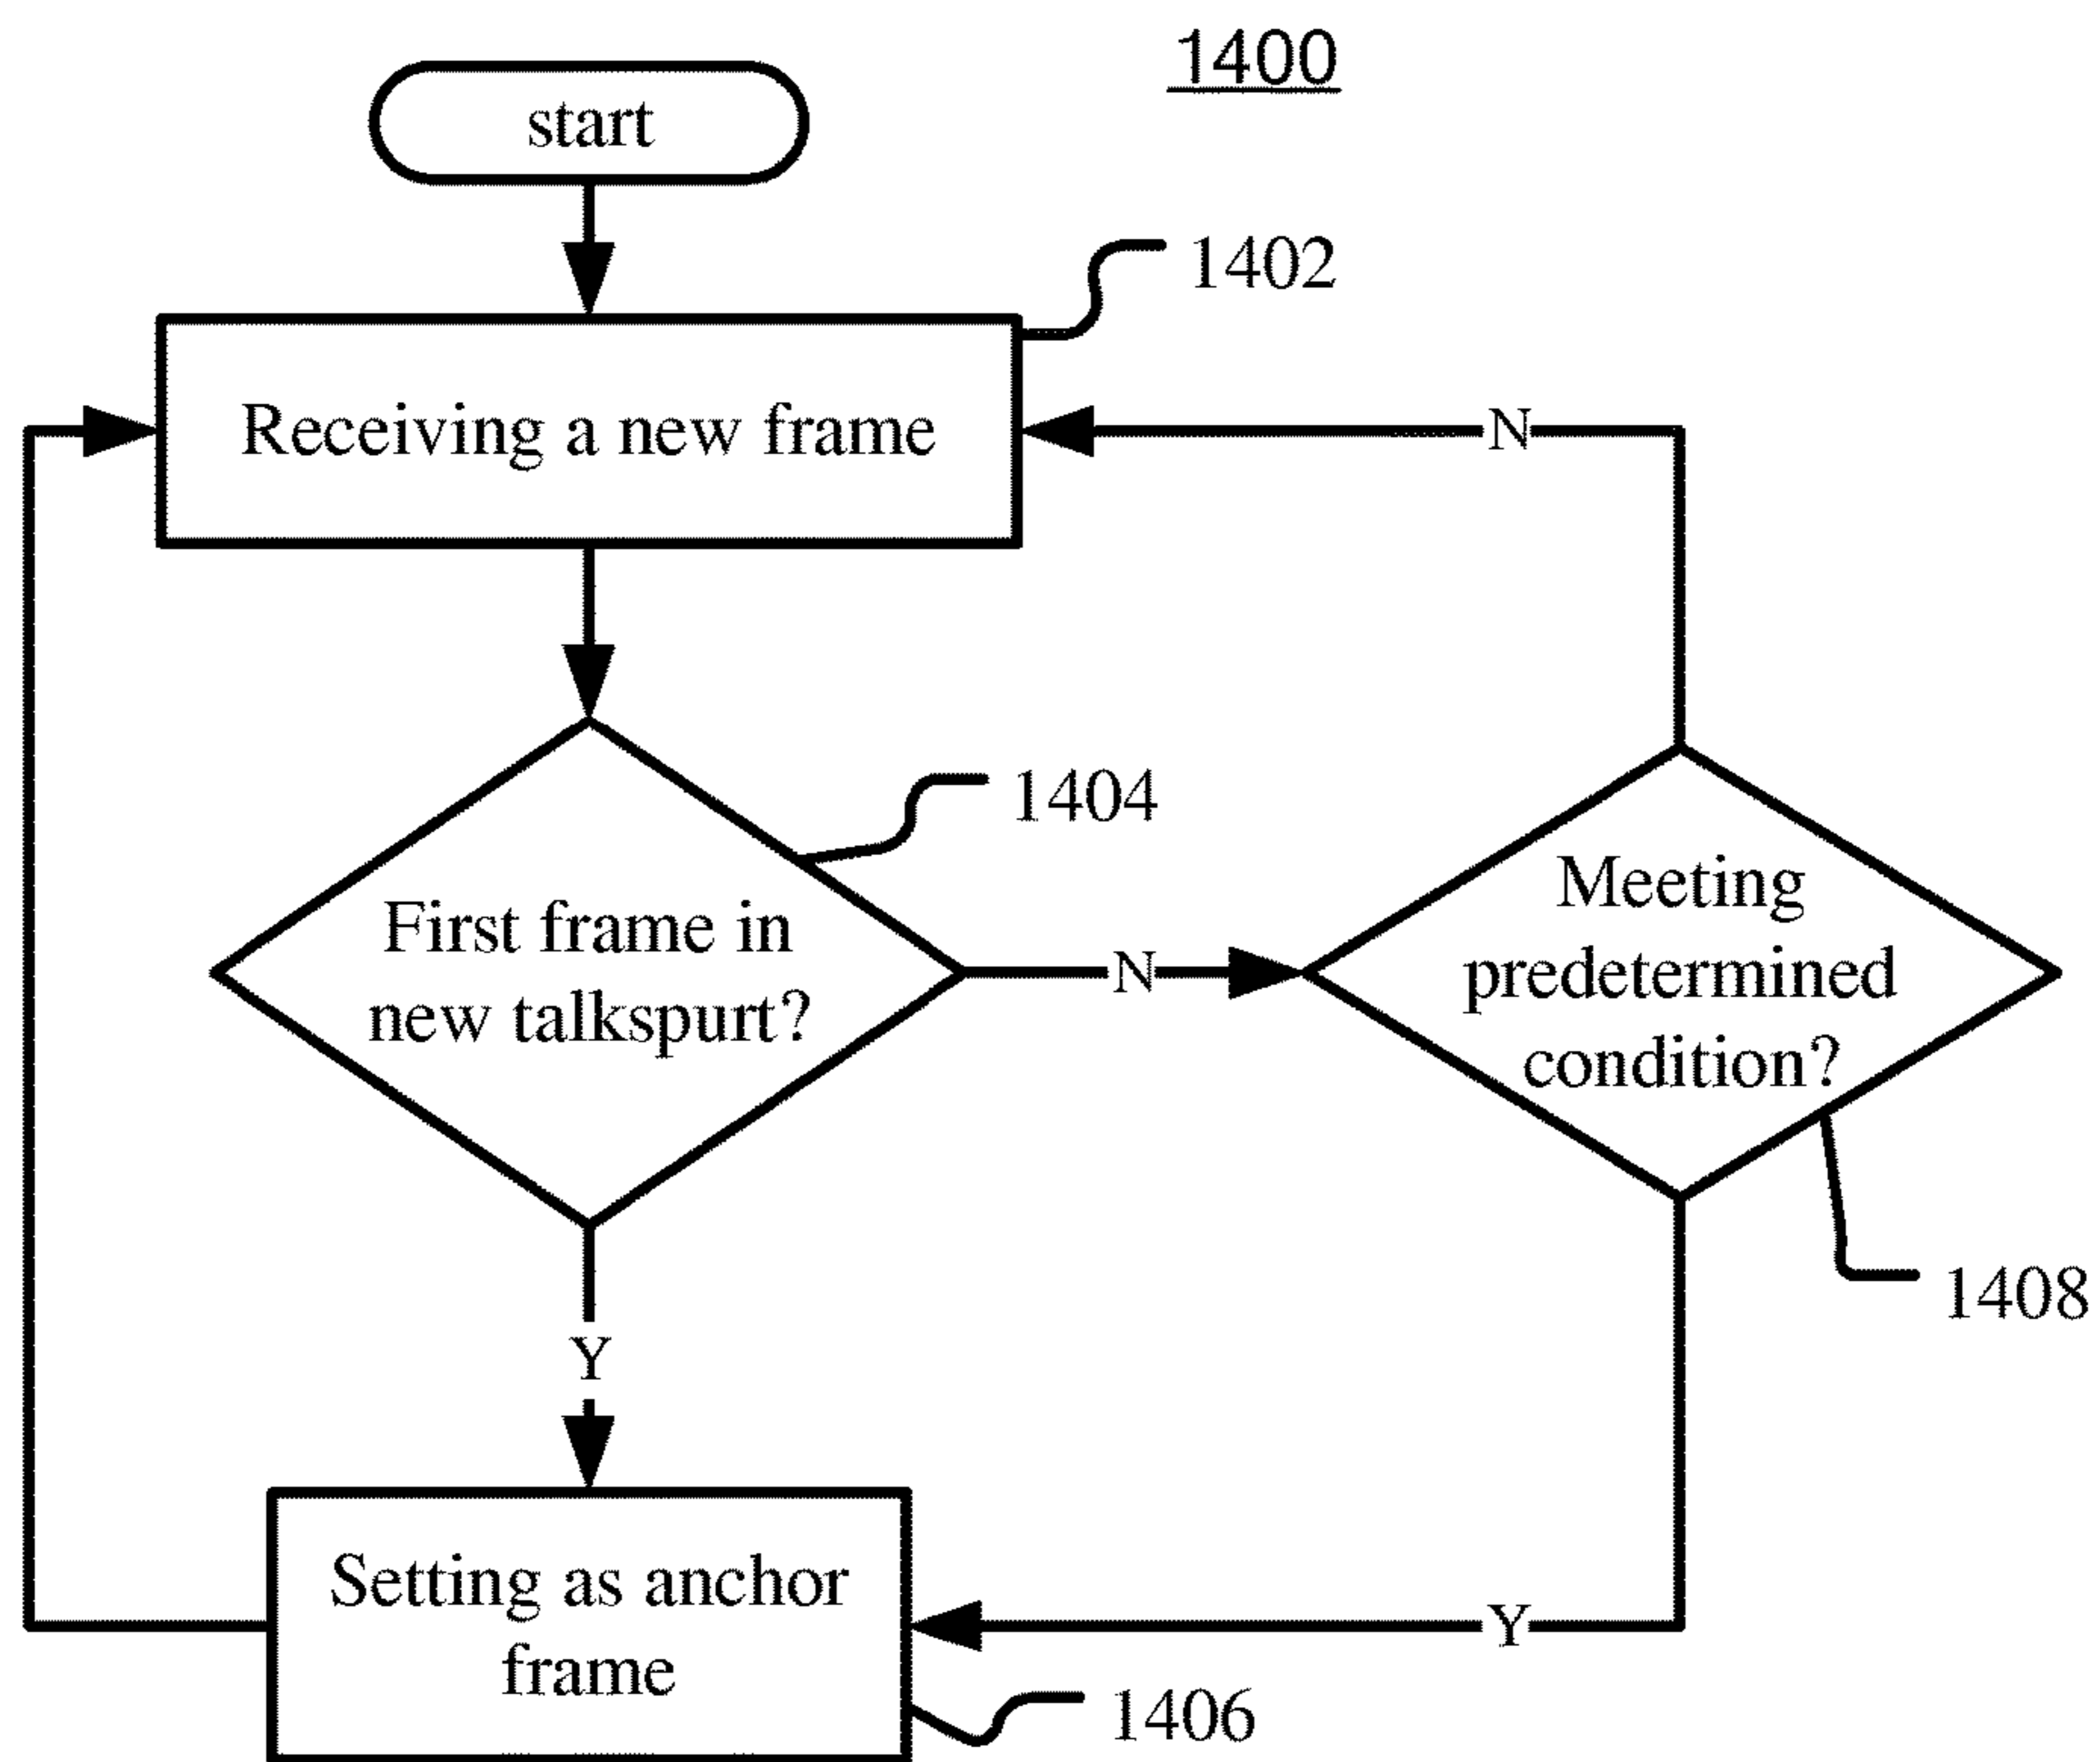 1400
start
1402
Receiving a new frame
N
1404
First frame in
new talkspurt?
N
Meeting
predetermined
condition?
1408
Y
Setting as anchor
frame
Y
1406